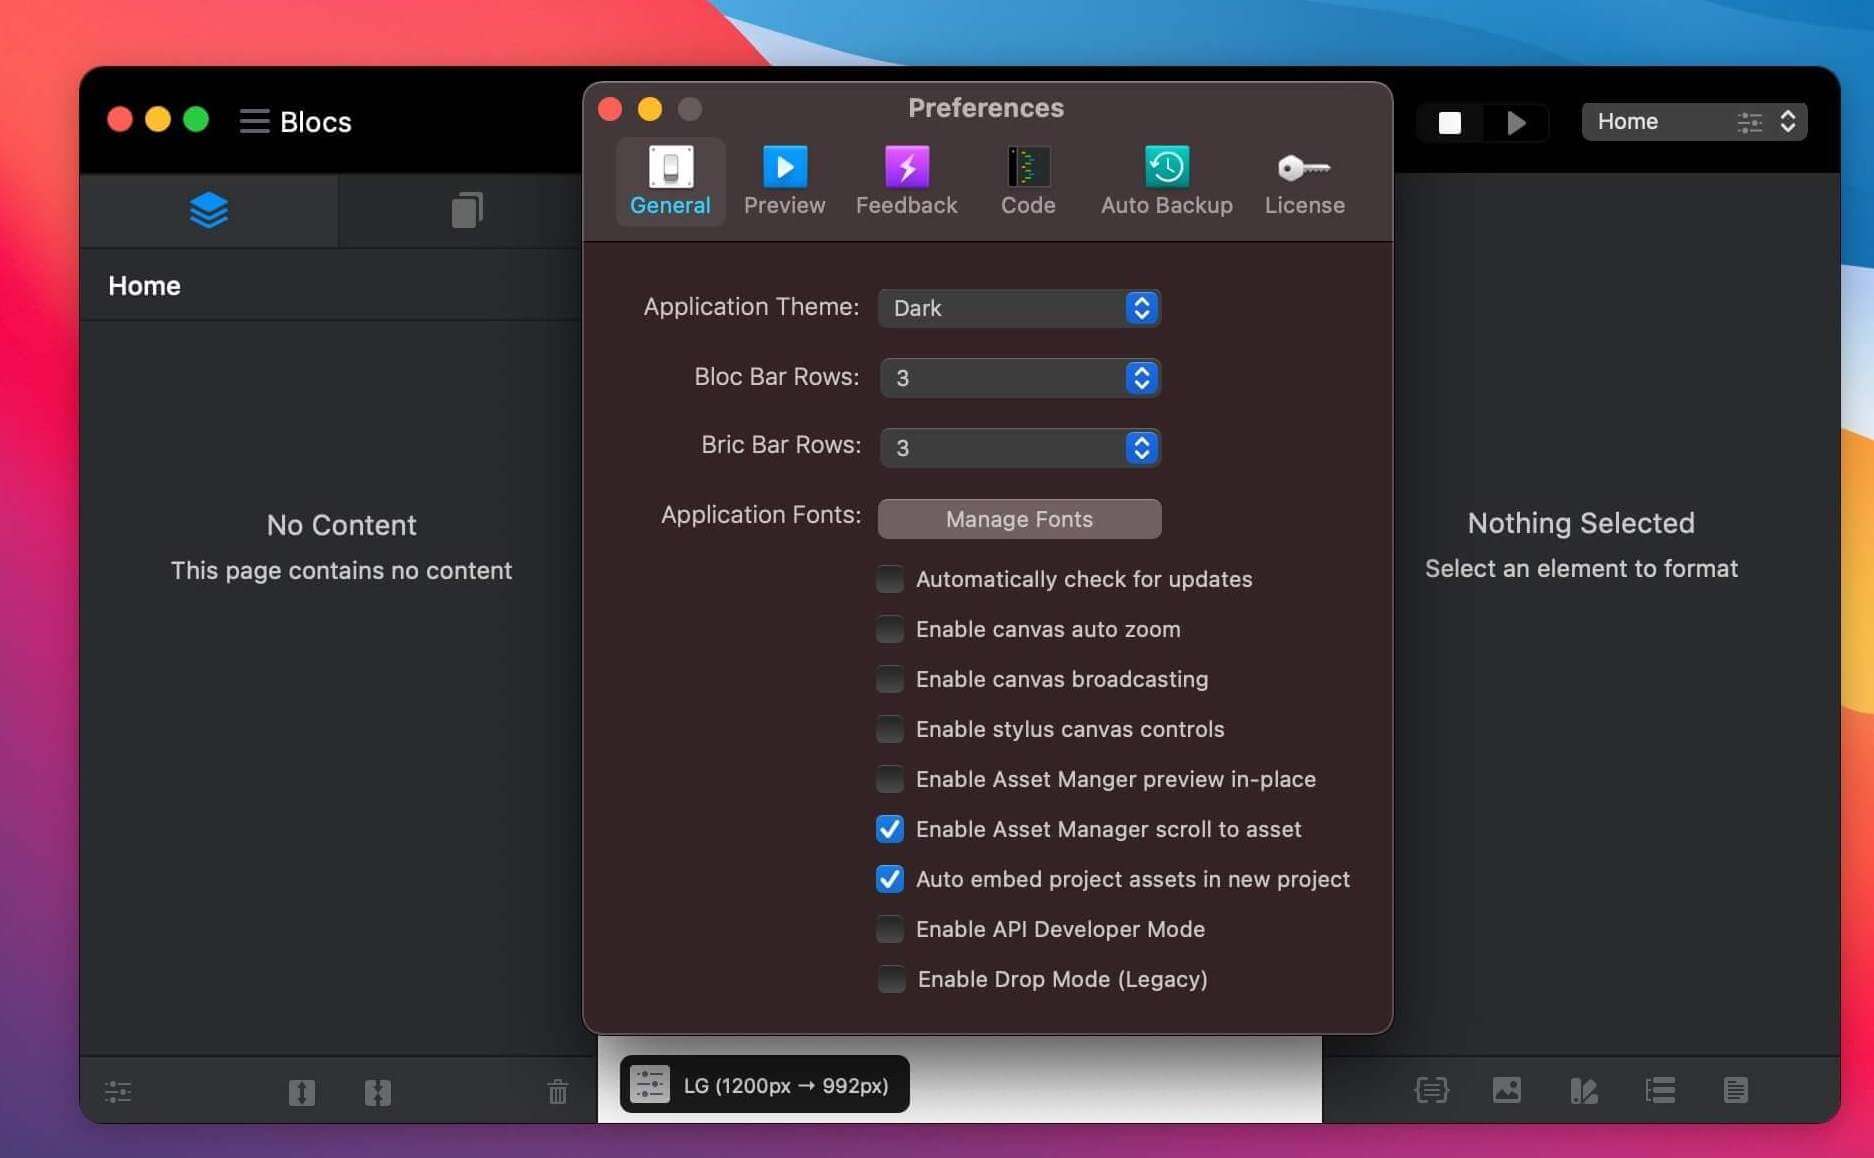 Blocs
Preferences
Home
General
Preview
Feedback
Code
Auto Backup
License
Home
No Content
This page contains no content
Application Theme:
Dark
Bloc Bar Rows:
3
Bric Bar Rows:
3
Application Fonts:
Manage Fonts
Automatically check for updates
Enable canvas auto zoom
Enable canvas broadcasting
Enable stylus canvas controls
Enable Asset Manger preview in-place
Enable Asset Manager scroll to asset
Auto embed project assets in new project
Enable API Developer Mode
Enable Drop Mode (Legacy)
Nothing Selected
Select an element to format
LG (1200px → 992px)